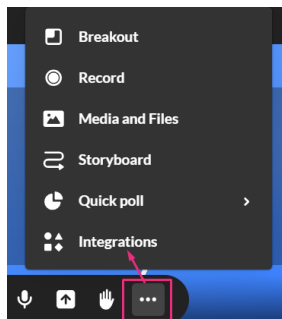 Breakout
Record
Media and Files
Storyboard
Quick poll
Integrations